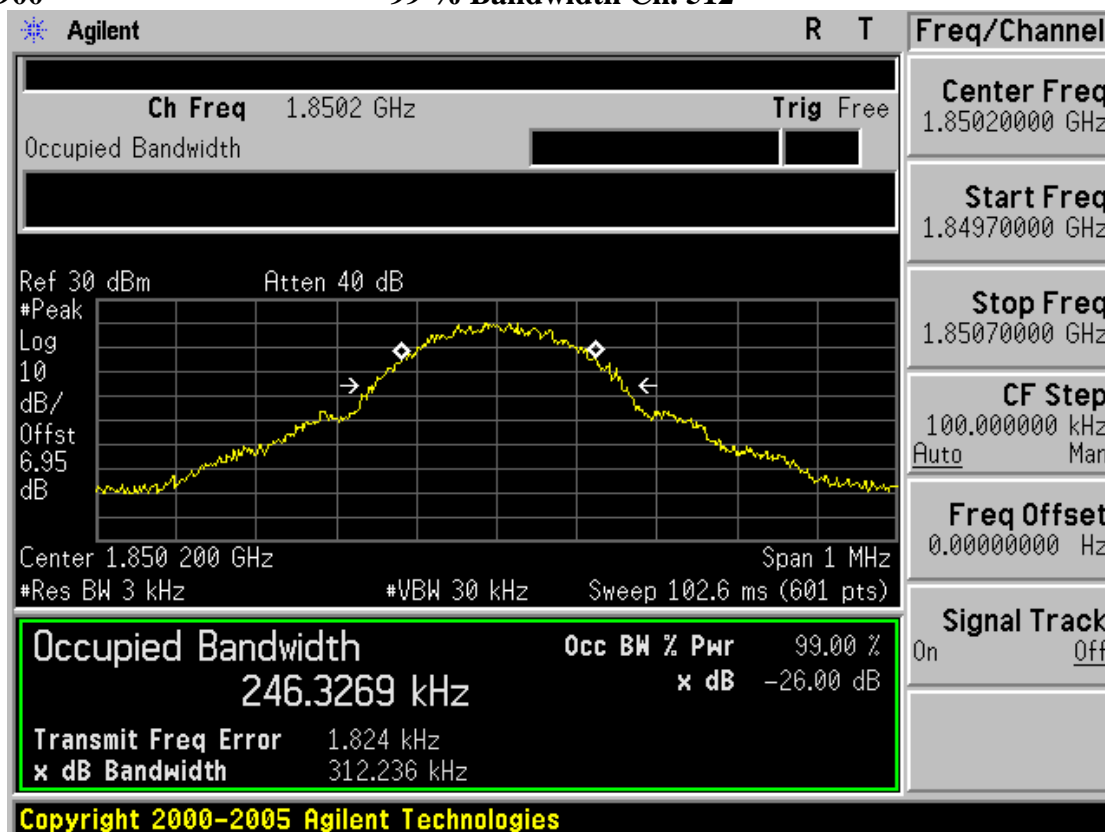 99 % Bandwidth Ch. 512
Agilent R T
Freq/Channel
Ch Freq 1.8502 GHz Trig Free
Occupied Bandwidth
Center Freq
1.85020000 GHz
Start Freq
1.84970000 GHz
Stop Freq
1.85070000 GHz
CF Step
100.000000 kHz
Auto Man
Freq Offset
0.00000000 Hz
Signal Track
On Off
Ref 30 dBm Atten 40 dB
#Peak
Log
10
dB/
Offst
6.95
dB
Center 1.850 200 GHz Span 1 MHz
#Res BW 3 kHz #VBW 30 kHz Sweep 102.6 ms (601 pts)
Occupied Bandwidth
246.3269 kHz
Occ BW % Pwr 99.00 %
x dB -26.00 dB
Transmit Freq Error 1.824 kHz
x dB Bandwidth 312.236 kHz
Copyright 2000-2005 Agilent Technologies